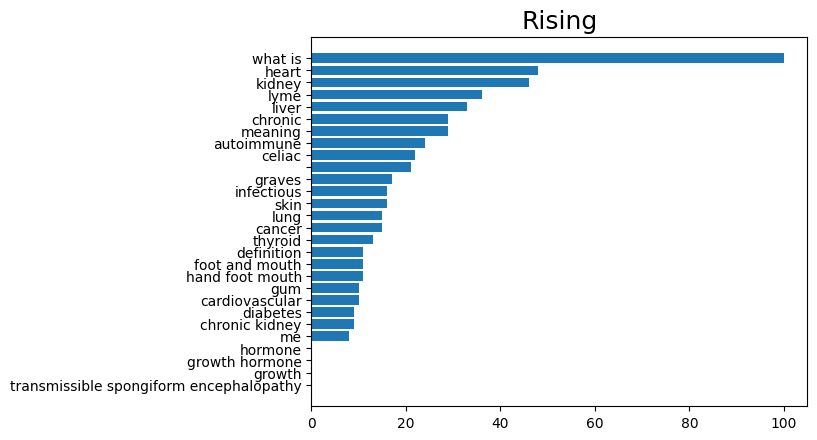 Rising
what is
heart
kidney
lyme
liver
chronic
meaning
autoimmune
celiac
graves
infectious
skin
lung
cancer
thyroid
definition
foot and mouth
hand foot mouth
gum
cardiovascular
diabetes
chronic kidney
me
hormone
growth hormone
growth
transmissible spongiform encephalopathy
0 20 40 60 80 100